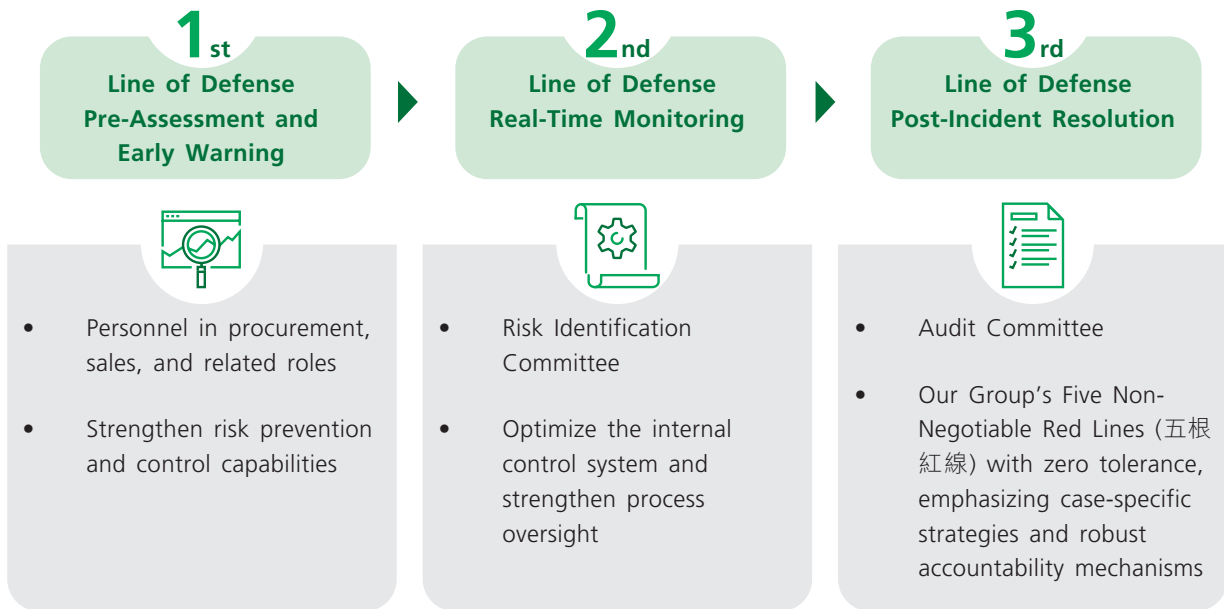 1st
Line of Defense
Pre-Assessment and
Early Warning
• Personnel in procurement,
sales, and related roles
• Strengthen risk prevention
and control capabilities
2nd
Line of Defense
Real-Time Monitoring
• Risk Identification
Committee
• Optimize the internal
control system and
strengthen process
oversight
3rd
Line of Defense
Post-Incident Resolution
• Audit Committee
• Our Group’s Five Non-
Negotiable Red Lines (五根
紅線) with zero tolerance,
emphasizing case-specific
strategies and robust
accountability mechanisms